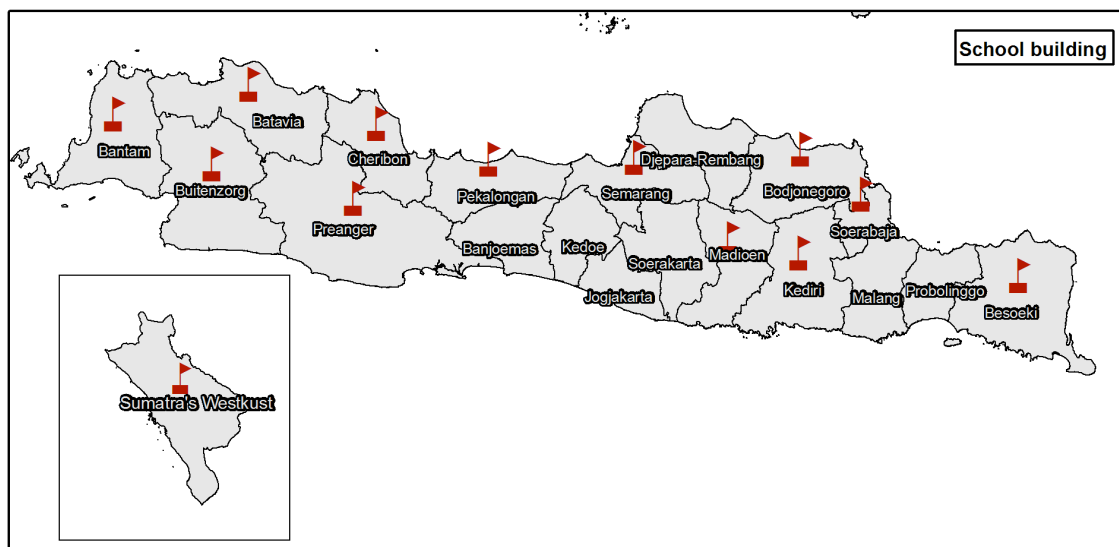 School building
Batavia
Bantam
Cheribon
Djepara-Rembang
Buitenzorg
Bodjonegoro
Pekalongan
Semarang
Preanger
Soerabaja
Banjoemas
Kedoe
Madioen
Soerakarta
Probolinggo
Kediri
Jogjakarta
Malang
Besoeki
Sumatra's Westkust